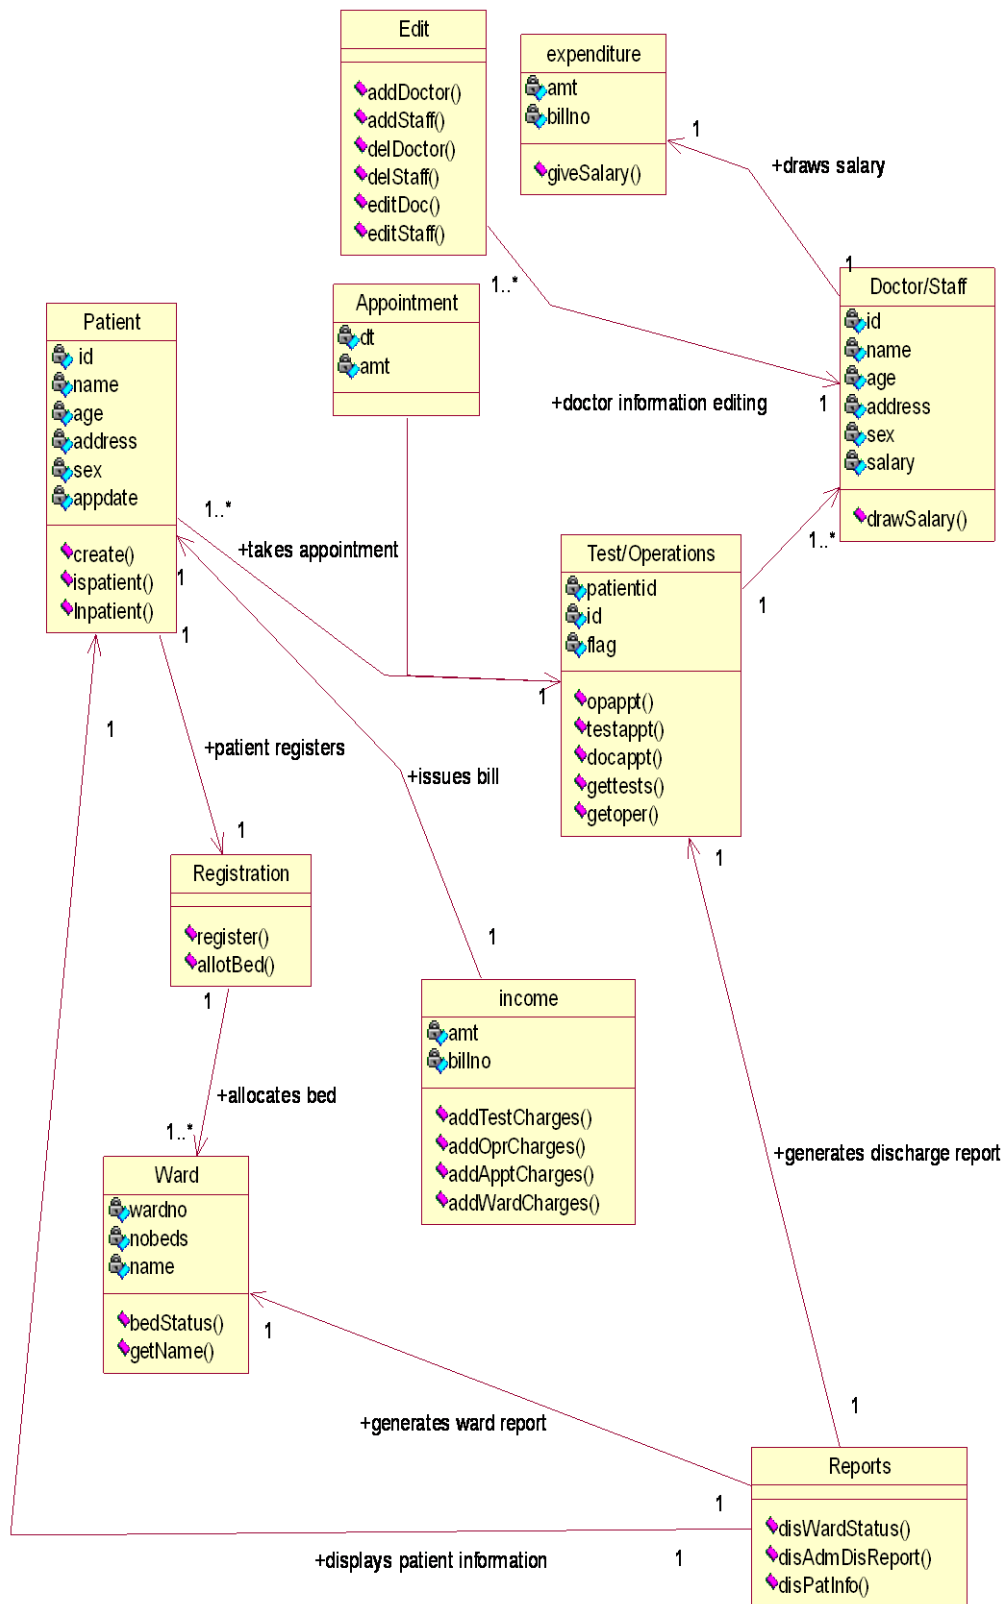 Edit
addDoctor()
addStaff()
delDoctor()
delStaff()
editDoc()
editStaff()
expenditure
amt
billno
giveSalary()
1
+draws salary
1
1..*
Doctor/Staff
id
name
age
address
sex
salary
drawSalary()
Appointment
dt
amt
+doctor information editing
1
Patient
id
name
age
address
sex
appdate
create()
ispatient()
Inpatient()
1..*
+takes appointment
1
1
1
Test/Operations
patientid
id
flag
opappt()
testappt()
docappt()
gettests()
getoper()
1..*
1
1
1
+patient registers
+issues bill
1
Registration
register()
allotBed()
1
1
income
amt
billno
addTestCharges()
addOprCharges()
addApptCharges()
addWardCharges()
+allocates bed
1..*
Ward
wardno
nobeds
name
bedStatus()
getName()
1
+generates discharge report
1
+generates ward report
1
Reports
disWardStatus()
disAdmDisReport()
disPatInfo()
+displays patient information
1